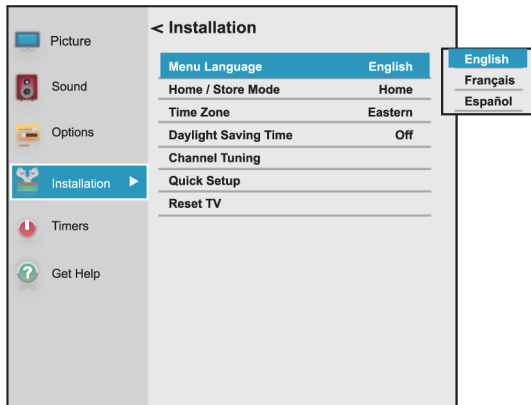 Picture
Sound
Options
Installation
Timers
Get Help
< Installation
Menu Language English
Home / Store Mode Home
Time Zone Eastern
Daylight Saving Time Off
Channel Tuning
Quick Setup
Reset TV
English
Français
Español